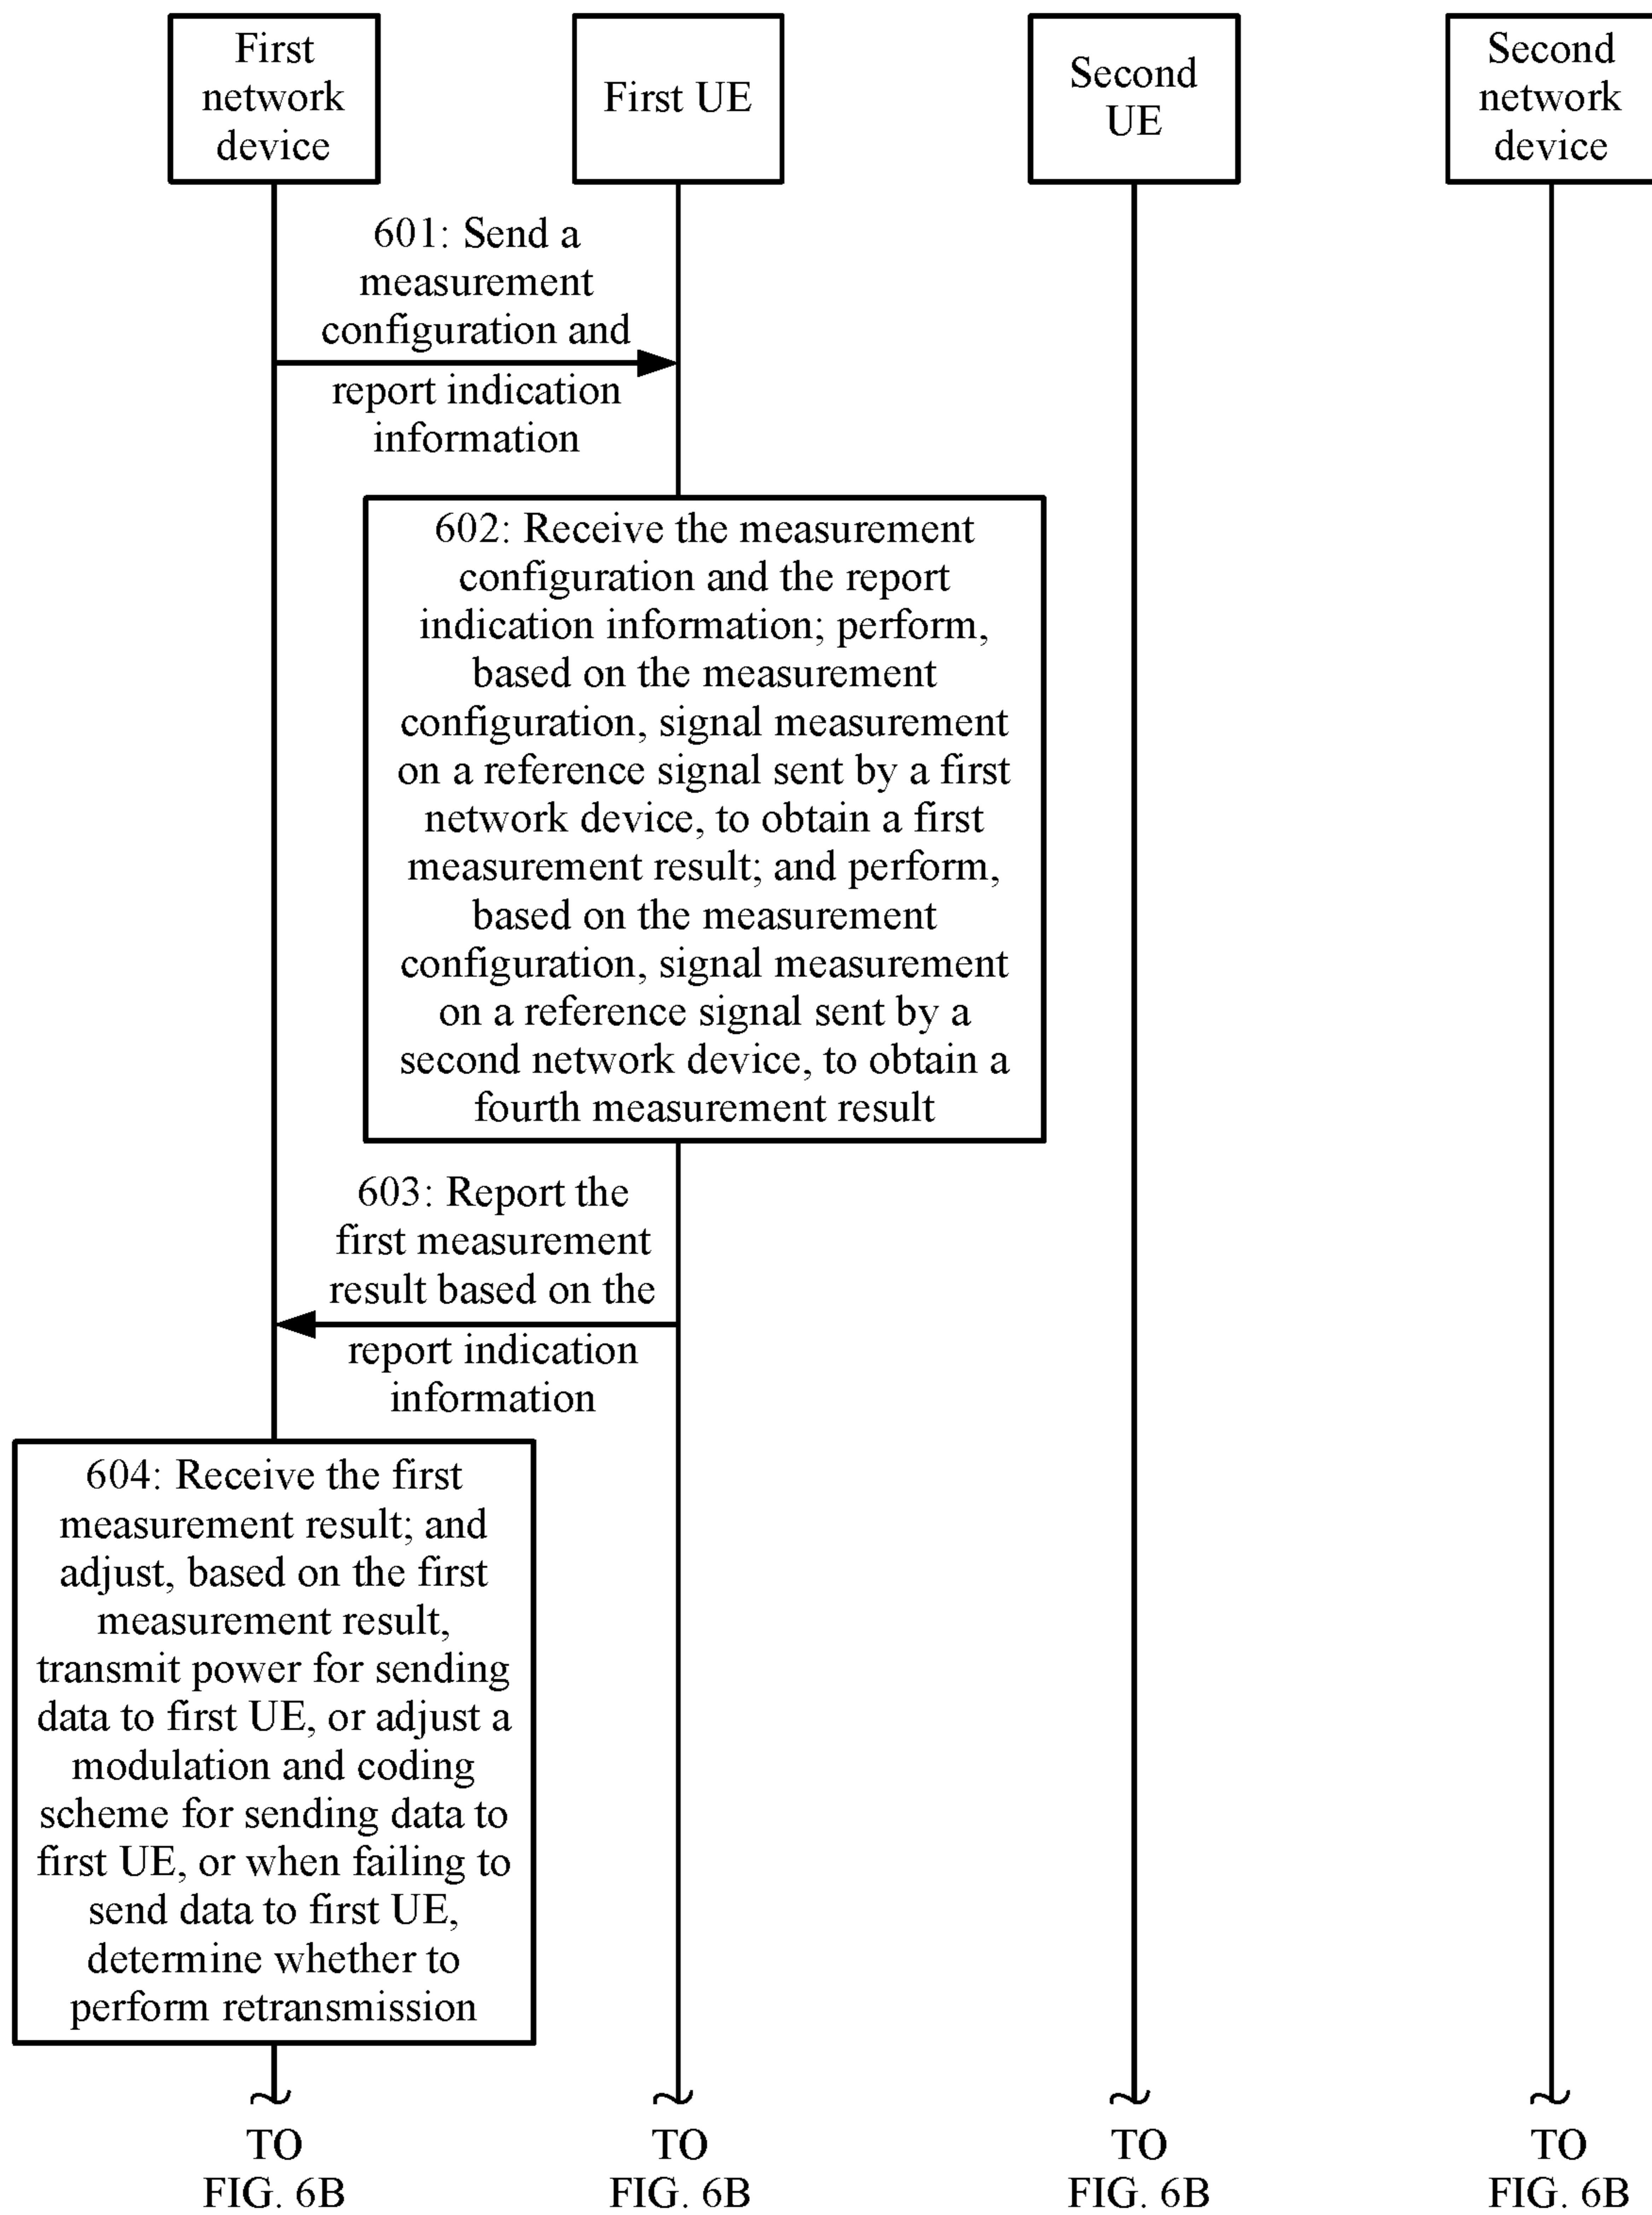 First
network
device
First UE
Second
UE
Second
network
device
601: Send a
measurement
configuration and
report indication
information
602: Receive the measurement
configuration and the report
indication information; perform,
based on the measurement
configuration, signal measurement
on a reference signal sent by a first
network device, to obtain a first
measurement result; and perform,
based on the measurement
configuration, signal measurement
on a reference signal sent by a
second network device, to obtain a
fourth measurement result
603: Report the
first measurement
result based on the
report indication
information
604: Receive the first
measurement result; and
adjust, based on the first
measurement result,
transmit power for sending
data to first UE, or adjust a
modulation and coding
scheme for sending data to
first UE, or when failing to
send data to first UE,
determine whether to
perform retransmission
TO
FIG. 6B
TO
FIG. 6B
TO
FIG. 6B
TO
FIG. 6B